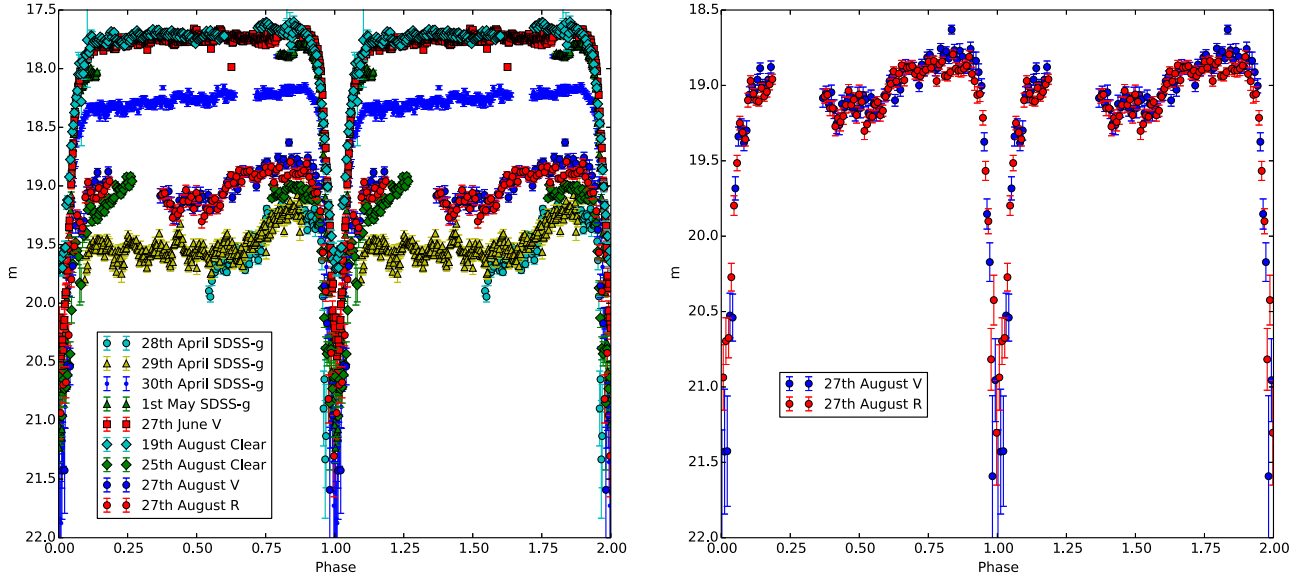 17.5
18.0
18.5
19.0
19.5
20.0
20.5
21.0
21.5
22.0
m
0.00 0.25 0.50 0.75 1.00 1.25 1.50 1.75 2.00
Phase
28th April SDSS-g
29th April SDSS-g
30th April SDSS-g
1st May SDSS-g
27th June V
19th August Clear
25th August Clear
27th August V
27th August R
18.5
19.0
19.5
20.0
20.5
21.0
21.5
22.0
m
0.00 0.25 0.50 0.75 1.00 1.25 1.50 1.75 2.00
Phase
27th August V
27th August R